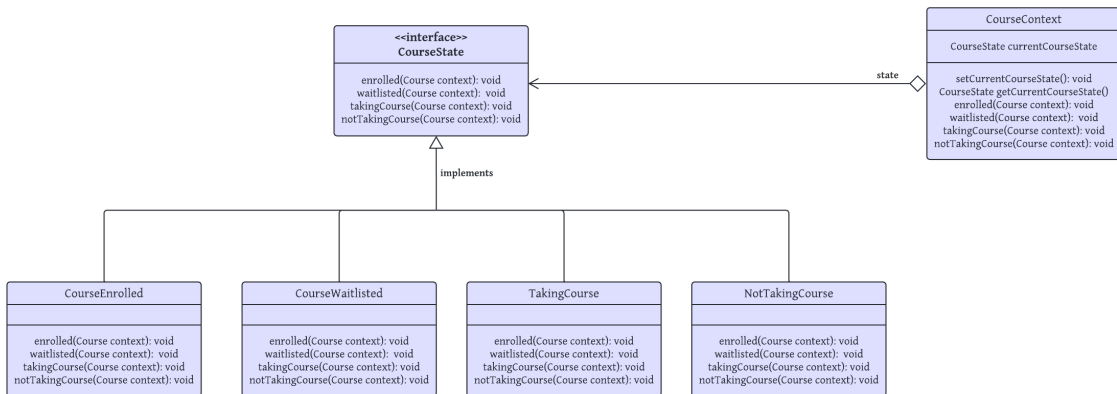 <<interface>>
CourseState
enrolled(Course context): void
waitlisted(Course context):  void
takingCourse(Course context): void
notTakingCourse(Course context): void
state
CourseContext
CourseState currentCourseState
setCurrentCourseState(): void
CourseState getCurrentCourseState()
enrolled(Course context): void
waitlisted(Course context):  void
takingCourse(Course context): void
notTakingCourse(Course context): void
implements
CourseEnrolled
enrolled(Course context): void
waitlisted(Course context):  void
takingCourse(Course context): void
notTakingCourse(Course context): void
CourseWaitlisted
enrolled(Course context): void
waitlisted(Course context):  void
takingCourse(Course context): void
notTakingCourse(Course context): void
TakingCourse
enrolled(Course context): void
waitlisted(Course context):  void
takingCourse(Course context): void
notTakingCourse(Course context): void
NotTakingCourse
enrolled(Course context): void
waitlisted(Course context):  void
takingCourse(Course context): void
notTakingCourse(Course context): void